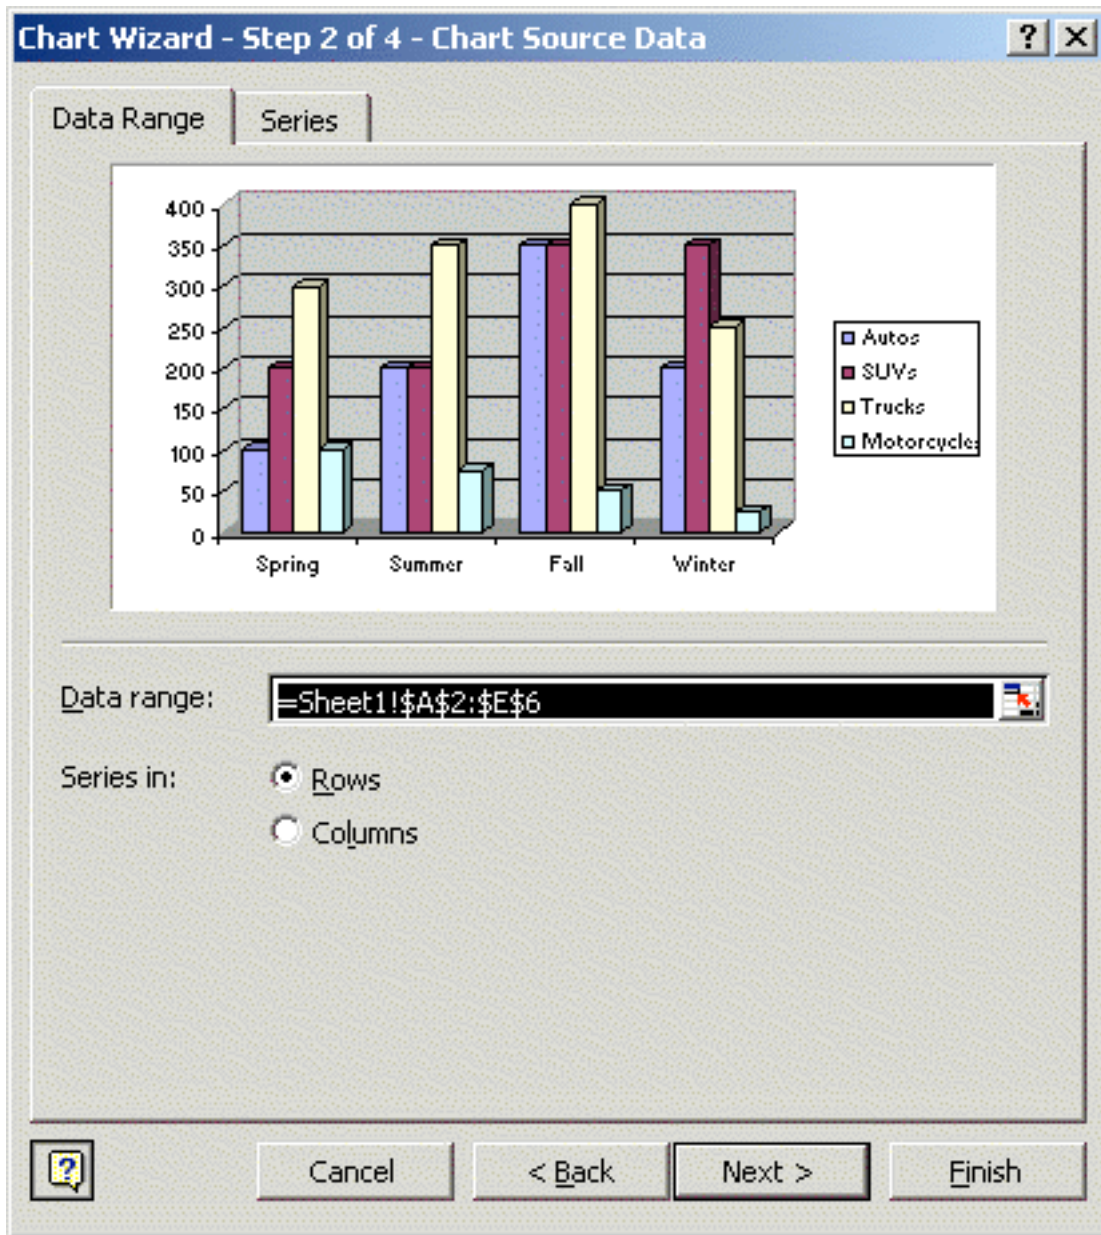 Chart Wizard - Step 2 of 4 - Chart Source Data
Data Range
Series
400
350
300
250
200
150
100
50
0
Spring
Summer
Fall
Winter
Autos
SUVs
Trucks
Motorcycles
Data range:
=Sheet1!$A$2:$E$6
Series in:
Rows
Columns
Cancel
< Back
Next >
Finish